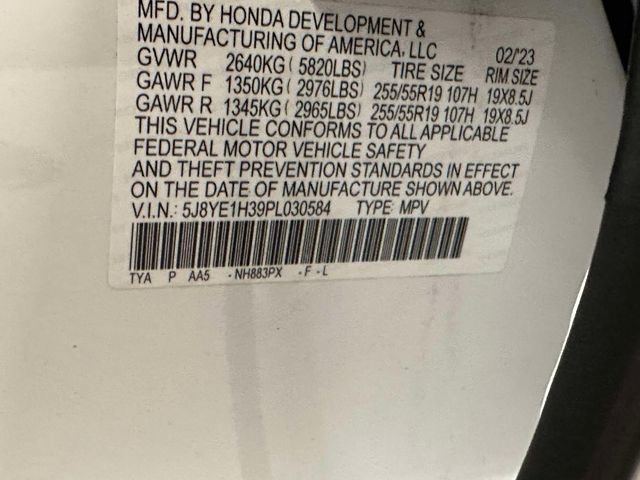 MFD. BY HONDA DEVELOPMENT &
MANUFACTURING OF AMERICA, LLC 02/'23
GVWR 2640KG( 5820LBS) TIRE SIZE RIM SIZE
GAWR F 1350KG( 2976LBS) 255/55R19 107H 19X8.5J
GAWR R 1345KG( 2965LBS) 255/55R19 107H 19X8.5J
THIS VEHICLE CONFORMS TO ALL APPLICABLE
FEDERAL MOTOR VEHICLE SAFETY
AND THEFT PREVENTION STANDARDS IN EFFECT
ON THE DATE OF MANUFACTURE SHOWN ABOVE.
V.I.N.: 5J8YE1H39PL030584 TYPE: MPV
TYA P AA5 - NH883PX - F - L